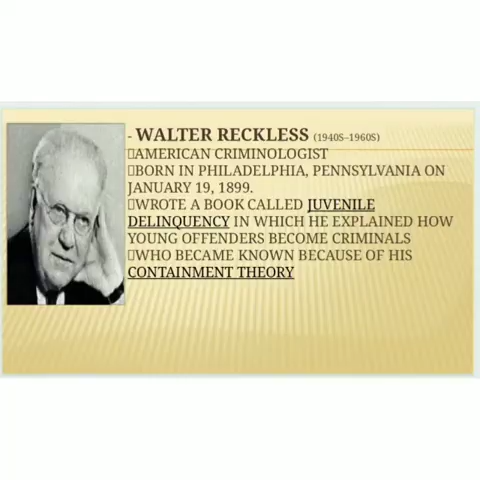 - WALTER RECKLESS (1940S–1960S)
▯AMERICAN CRIMINOLOGIST
▯BORN IN PHILADELPHIA, PENNSYLVANIA ON
JANUARY 19, 1899.
▯WROTE A BOOK CALLED JUVENILE
DELINQUENCY IN WHICH HE EXPLAINED HOW
YOUNG OFFENDERS BECOME CRIMINALS
▯WHO BECAME KNOWN BECAUSE OF HIS
CONTAINMENT THEORY